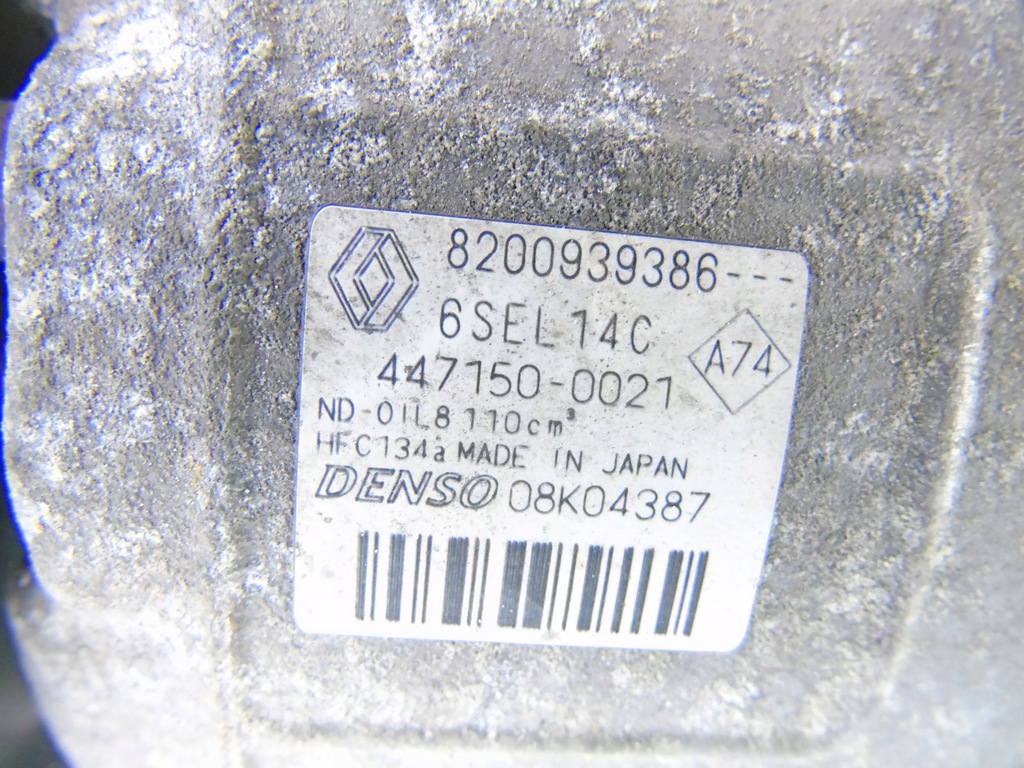 8200939386---
6SEL14C
A74
447150-0021
ND-OIL8 110cm³
HFC134a MADE IN JAPAN
DENSO 08K04387